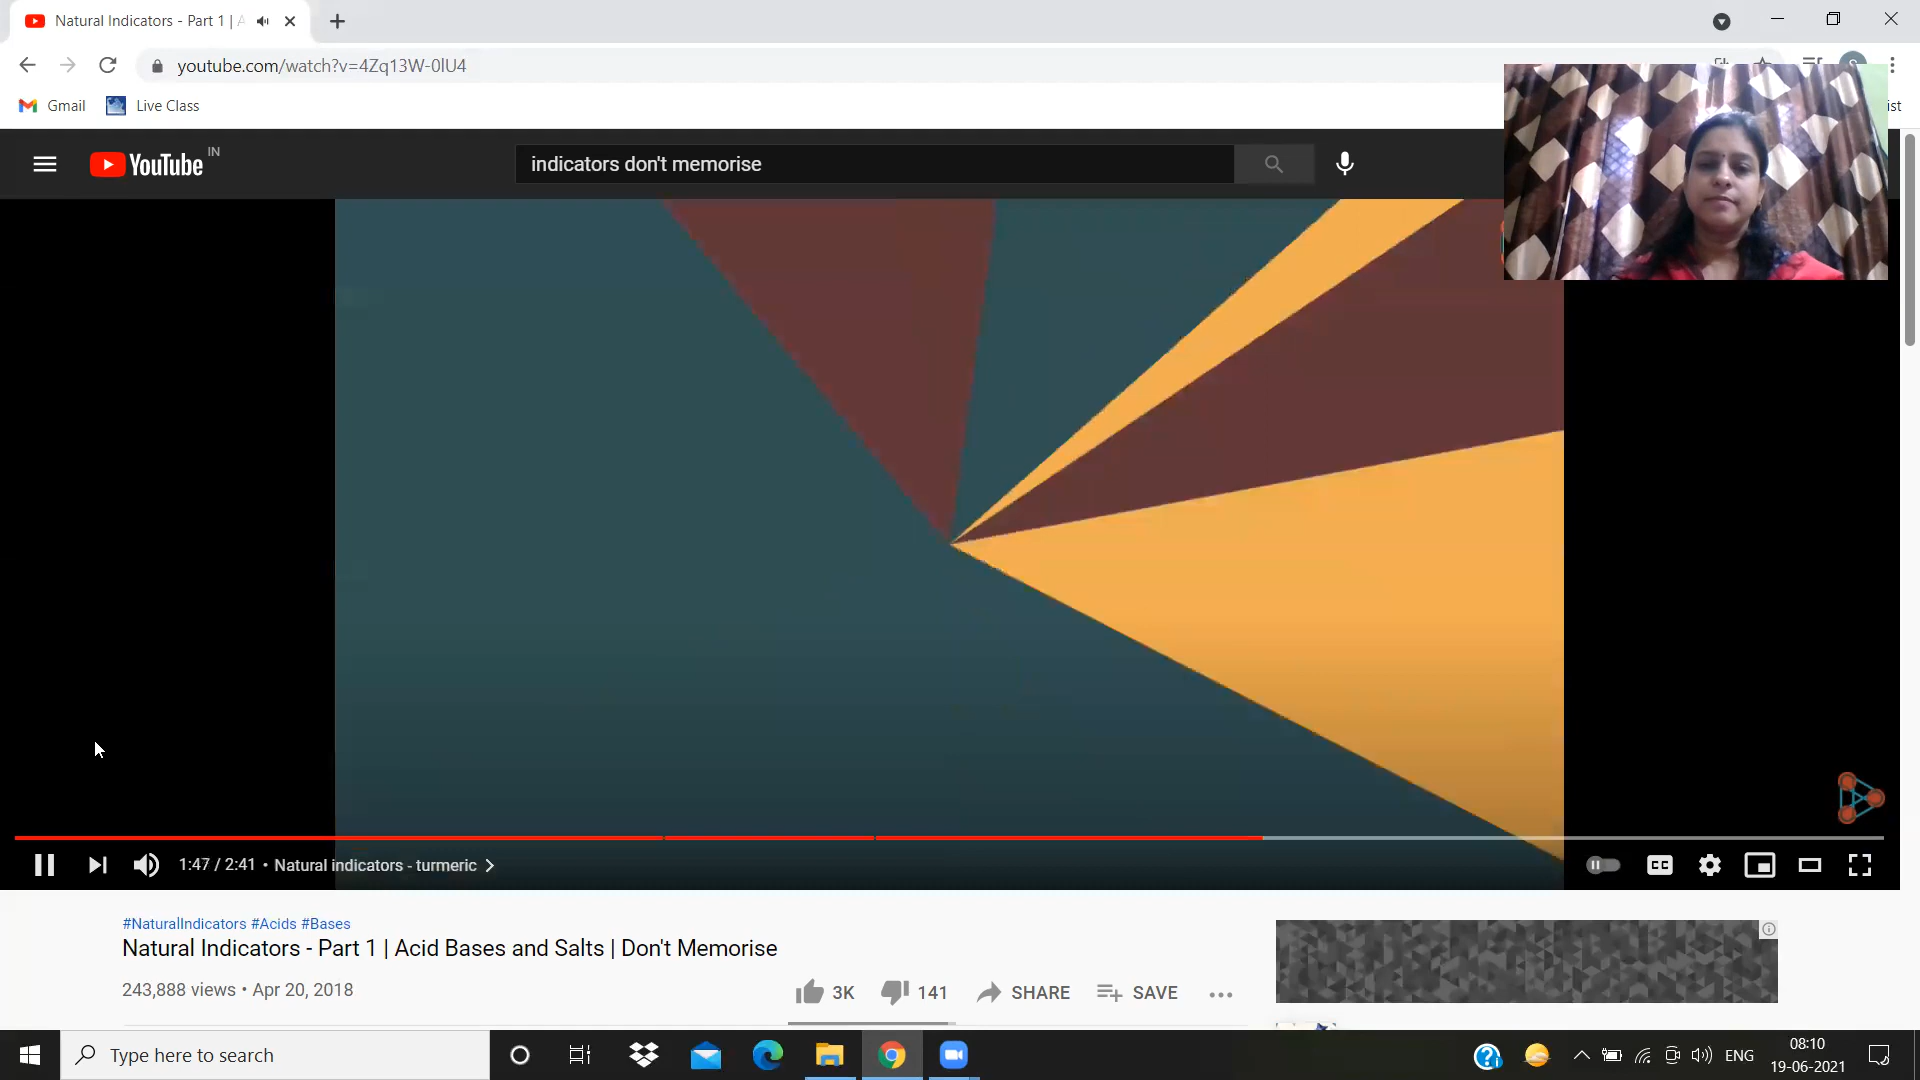 Natural Indicators - Part 1 | A
youtube.com/watch?v=4Zq13W-0lU4
Gmail
Live Class
ist
YouTube IN
indicators don't memorise
1:47 / 2:41 • Natural indicators - turmeric
CC
#NaturalIndicators #Acids #Bases
Natural Indicators - Part 1 | Acid Bases and Salts | Don't Memorise
243,888 views • Apr 20, 2018
3K
141
SHARE
SAVE
Type here to search
ENG
08:10
19-06-2021